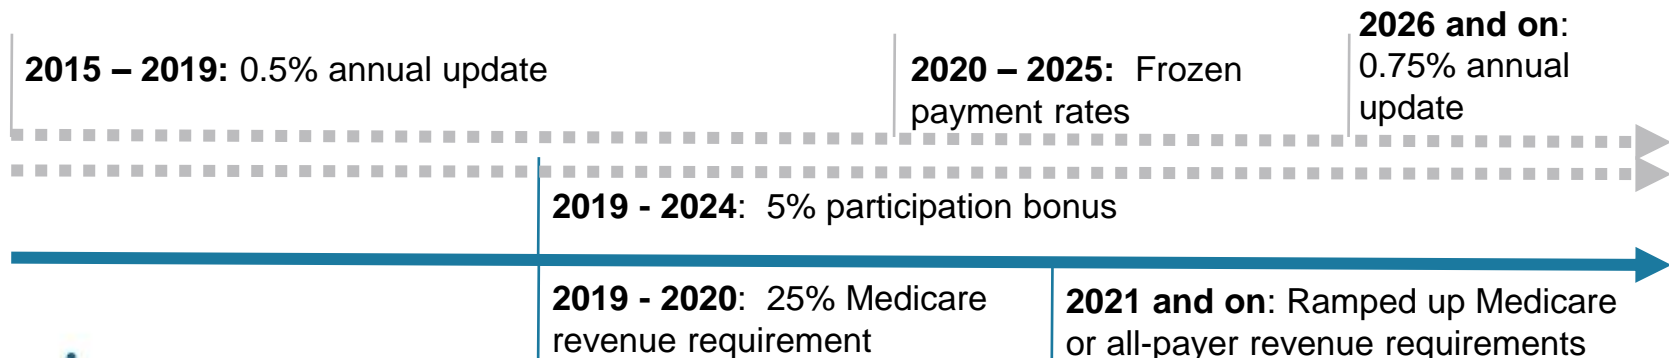 2015 – 2019: 0.5% annual update
2020 – 2025:  Frozen
payment rates
2026 and on:
0.75% annual
update
2019 - 2024:  5% participation bonus
2019 - 2020:  25% Medicare
revenue requirement
2021 and on: Ramped up Medicare
or all-payer revenue requirements